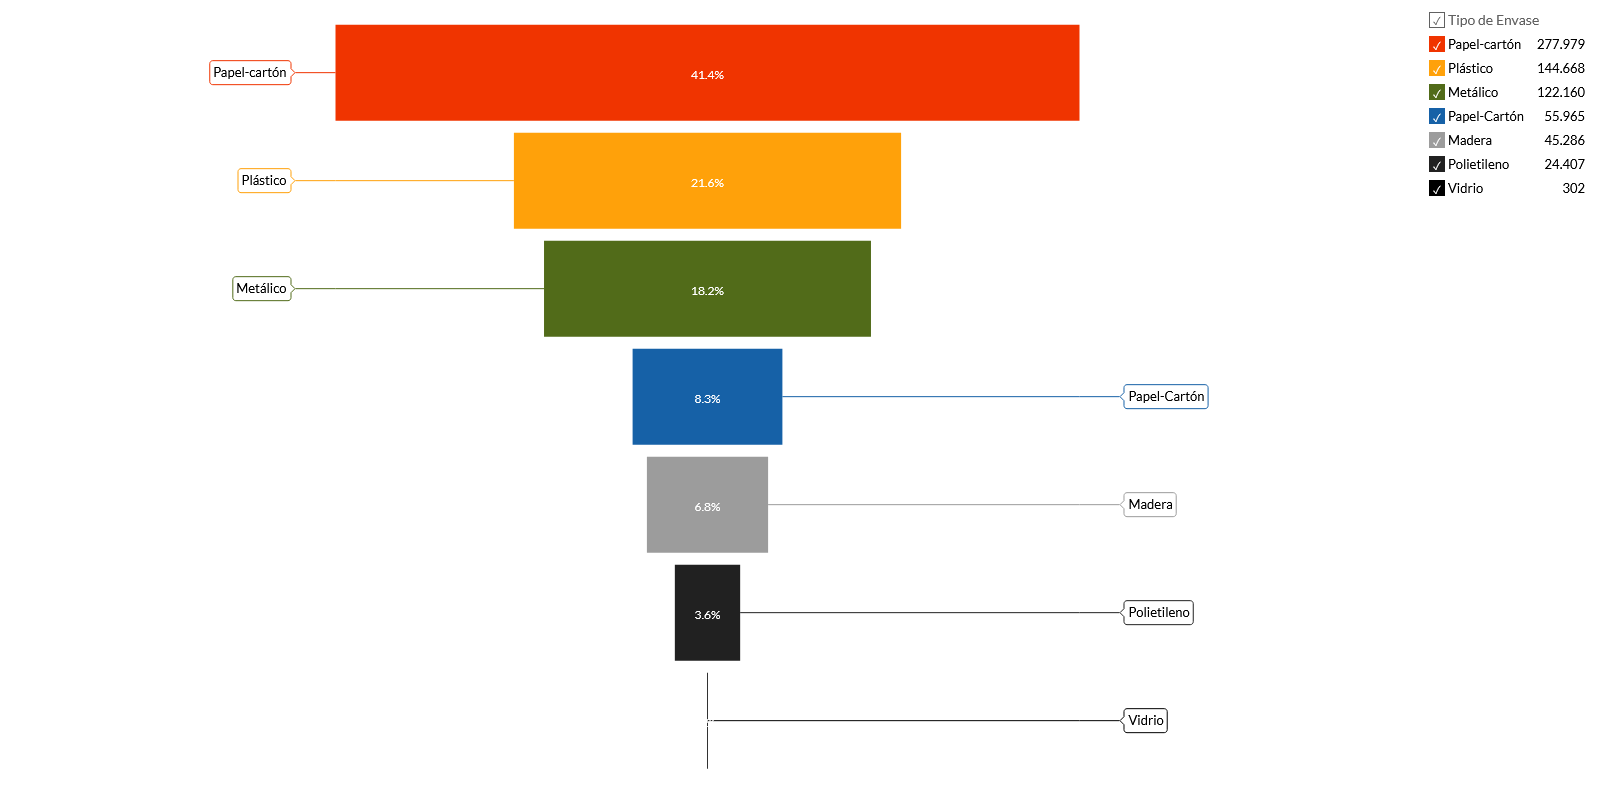 Tipo de Envase
Papel-cartón 277.979
Plástico 144.668
Metálico 122.160
Papel-Cartón 55.965
Madera 45.286
Polietileno 24.407
Vidrio 302
Papel-cartón 41.4%
Plástico 21.6%
Metálico 18.2%
8.3% Papel-Cartón
6.8% Madera
3.6% Polietileno
Vidrio